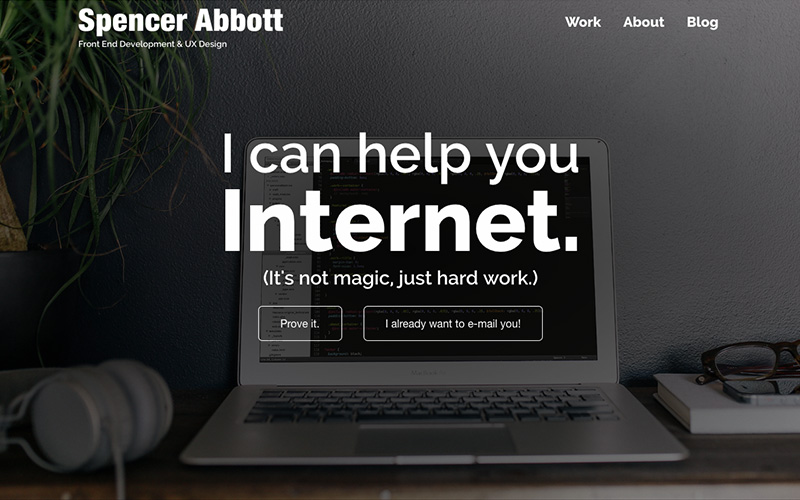 Spencer Abbott
Front End Development & UX Design
Work About Blog
I can help you
Internet.
(It's not magic, just hard work.)
Prove it.
I already want to e-mail you!